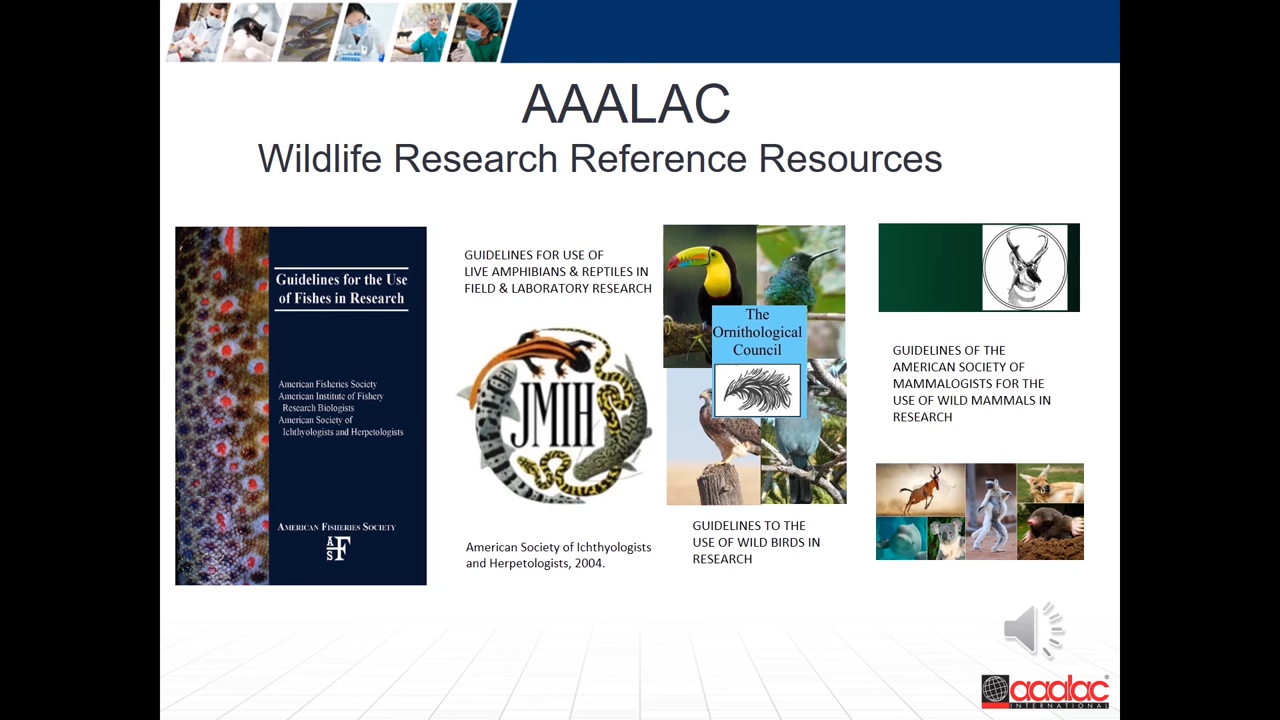 AAALAC
Wildlife Research Reference Resources
Guidelines for the Use
of Fishes in Research
American Fisheries Society
American Institute of Fishery
Research Biologists
American Society of
Ichthyologists and Herpetologists
AMERICAN FISHERIES SOCIETY
A F S
GUIDELINES FOR USE OF
LIVE AMPHIBIANS & REPTILES IN
FIELD & LABORATORY RESEARCH
JMIH
American Society of Ichthyologists
and Herpetologists, 2004.
The
Ornithological
Council
GUIDELINES TO THE
USE OF WILD BIRDS IN
RESEARCH
GUIDELINES OF THE
AMERICAN SOCIETY OF
MAMMALOGISTS FOR THE
USE OF WILD MAMMALS IN
RESEARCH
aaalac®
INTERNATIONAL